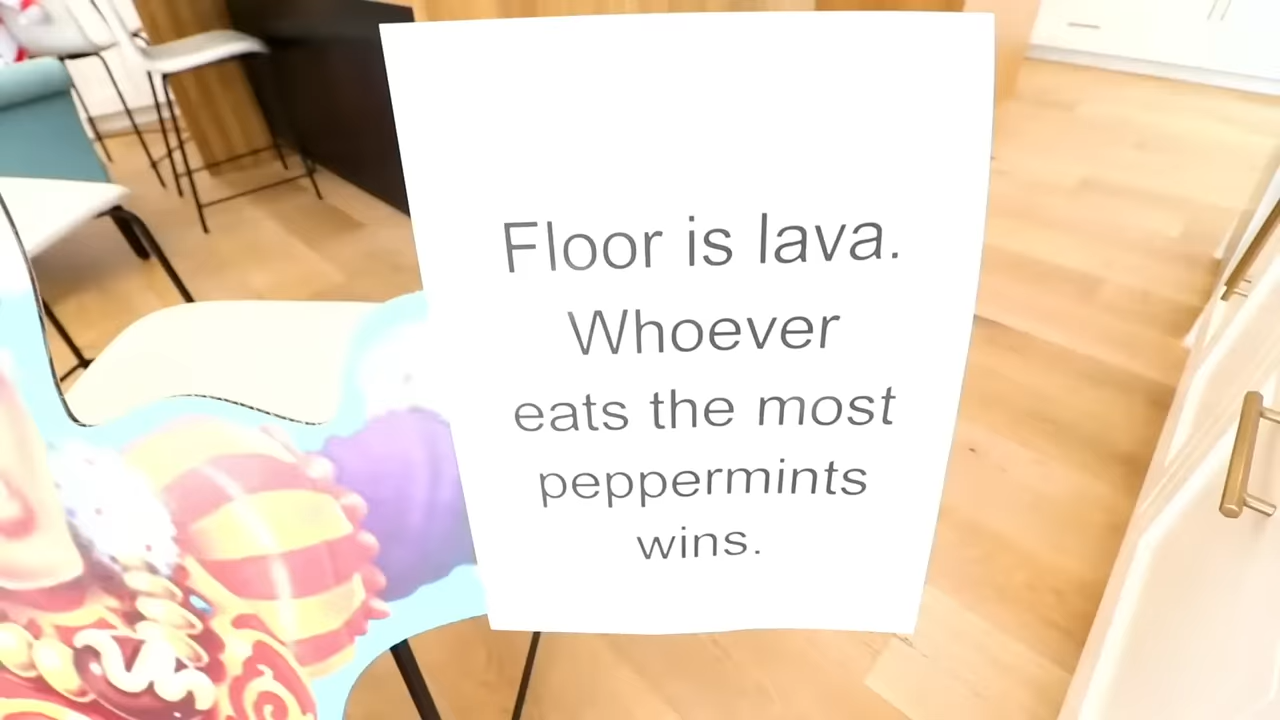 Floor is lava.
Whoever
eats the most
peppermints
wins.